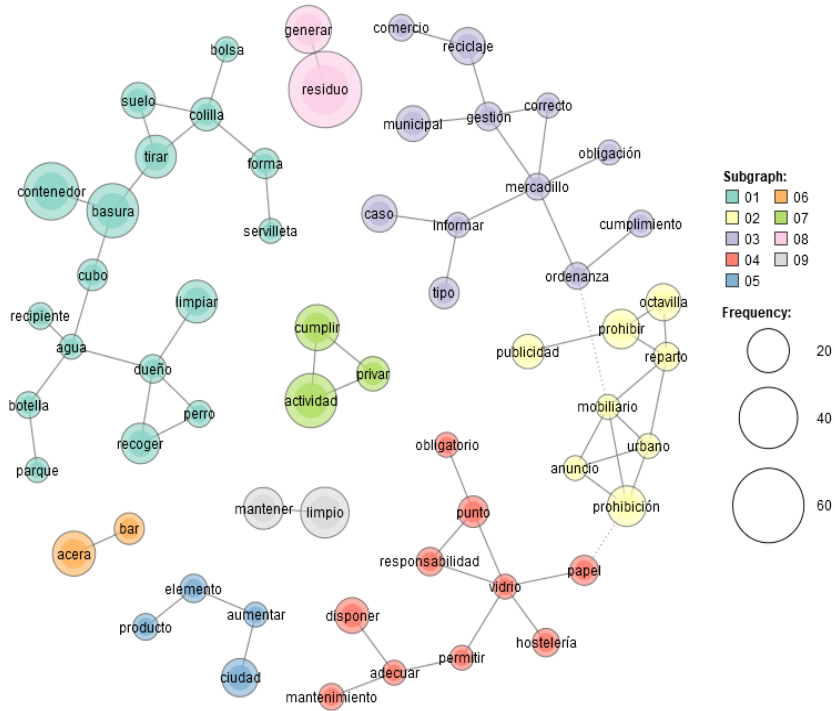 generar
comercio
bolsa
reciclaje
residuo
suelo
correcto
colilla
gestión
municipal
tirar
obligación
forma
mercadillo
contenedor
basura
caso
informar
cumplimiento
servilleta
cubo
ordenanza
tipo
limpiar
octavilla
recipiente
cumplir
prohibir
agua
publicidad
reparto
dueño
privar
actividad
botella
mobiliario
perro
recoger
obligatorio
urbano
parque
anuncio
mantener
limpio
punto
prohibición
bar
acera
responsabilidad
papel
elemento
vidrio
disponer
aumentar
producto
hostelería
permitir
adecuar
ciudad
mantenimiento
Subgraph:
01 06
02 07
03 08
04 09
05
Frequency:
20
40
60